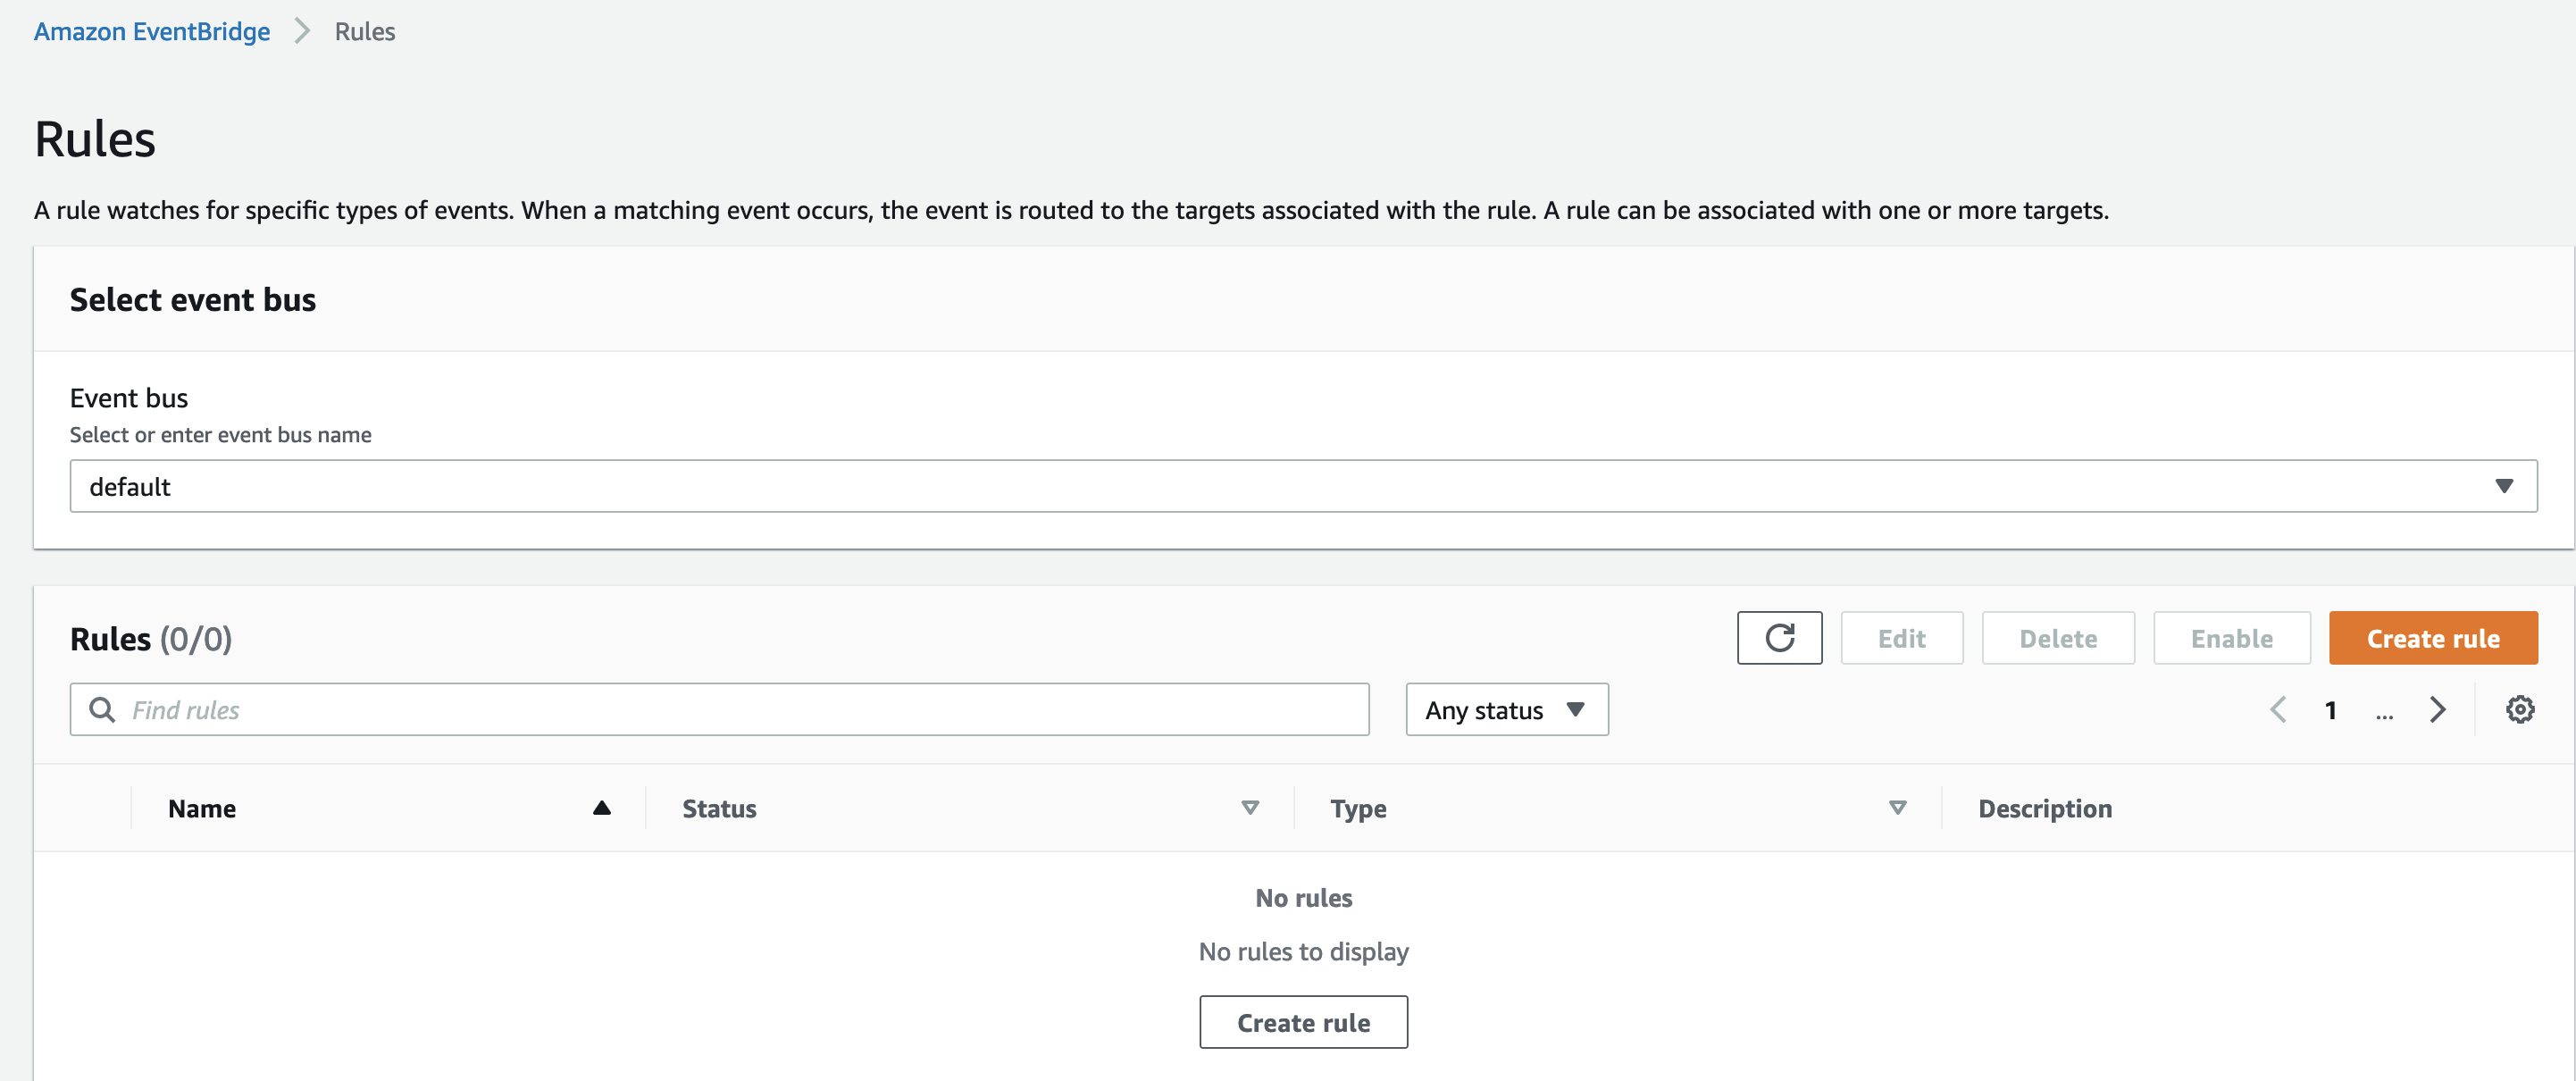 Amazon EventBridge > Rules
Rules
A rule watches for specific types of events. When a matching event occurs, the event is routed to the targets associated with the rule. A rule can be associated with one or more targets.
Select event bus
Event bus
Select or enter event bus name
default
Rules (0/0)
Edit
Delete
Enable
Create rule
Find rules
Any status
1
...
Name
Status
Type
Description
No rules
No rules to display
Create rule